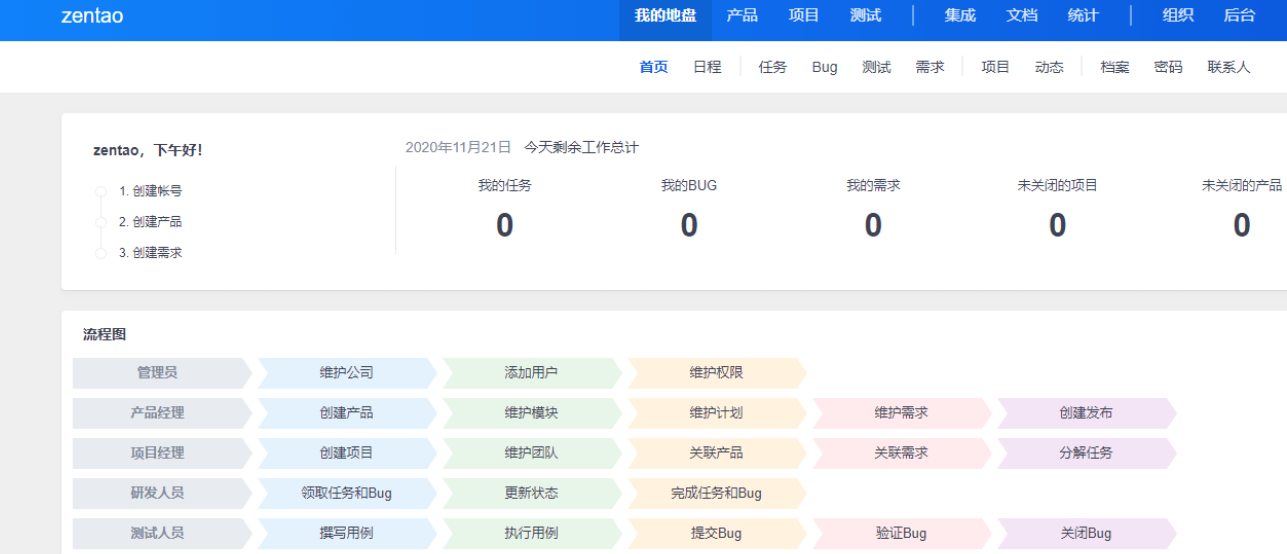 zentao 我的地盘 产品 项目 测试 | 集成 文档 统计 | 组织 后台
首页 日程 任务 Bug 测试 需求 项目 动态 档案 密码 联系人
zentao，下午好！
1. 创建帐号
2. 创建产品
3. 创建需求
2020年11月21日 今天剩余工作总计
我的任务 我的BUG 我的需求 未关闭的项目 未关闭的产品
0 0 0 0 0
流程图
管理员 维护公司 添加用户 维护权限
产品经理 创建产品 维护模块 维护计划 维护需求 创建发布
项目经理 创建项目 维护团队 关联产品 关联需求 分解任务
研发人员 领取任务和Bug 更新状态 完成任务和Bug
测试人员 撰写用例 执行用例 提交Bug 验证Bug 关闭Bug